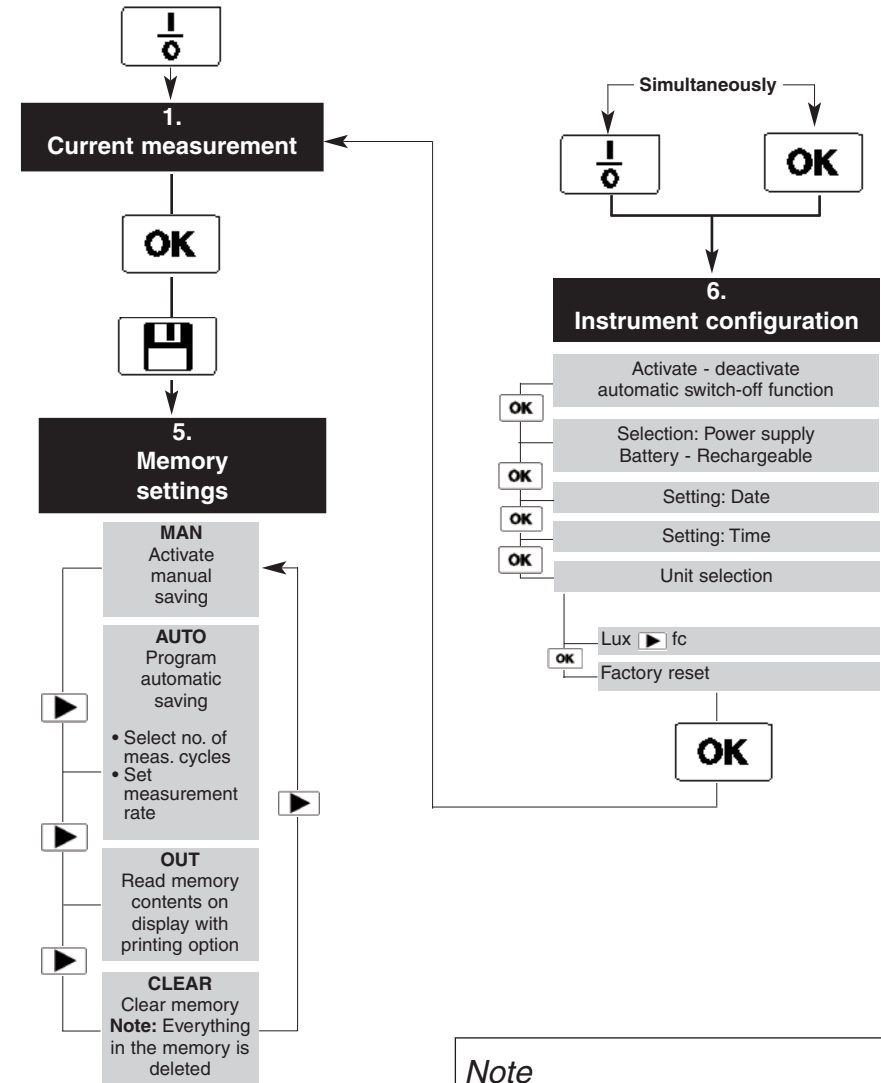 I
0
1.
Current measurement
OK
5.
Memory
settings
MAN
Activate
manual
saving
AUTO
Program
automatic
saving
• Select no. of
meas. cycles
• Set
measurement
rate
OUT
Read memory
contents on
display with
printing option
CLEAR
Clear memory
Note: Everything
in the memory is
deleted
Simultaneously
I
0
OK
6.
Instrument configuration
Activate - deactivate
automatic switch-off function
OK
Selection: Power supply
Battery - Rechargeable
OK
Setting: Date
OK
Setting: Time
OK
Unit selection
Lux fc
OK
Factory reset
OK
Note